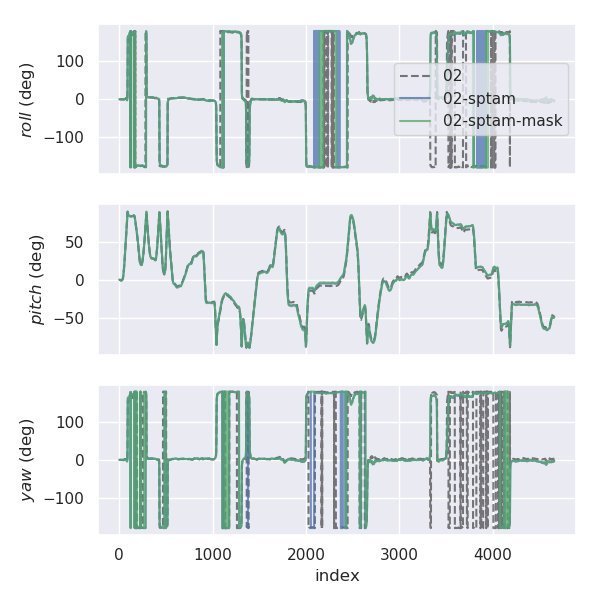 100
0
−100
roll (deg)
02
02-sptam
02-sptam-mask
50
0
−50
pitch (deg)
100
0
−100
yaw (deg)
0 1000 2000 3000 4000
index